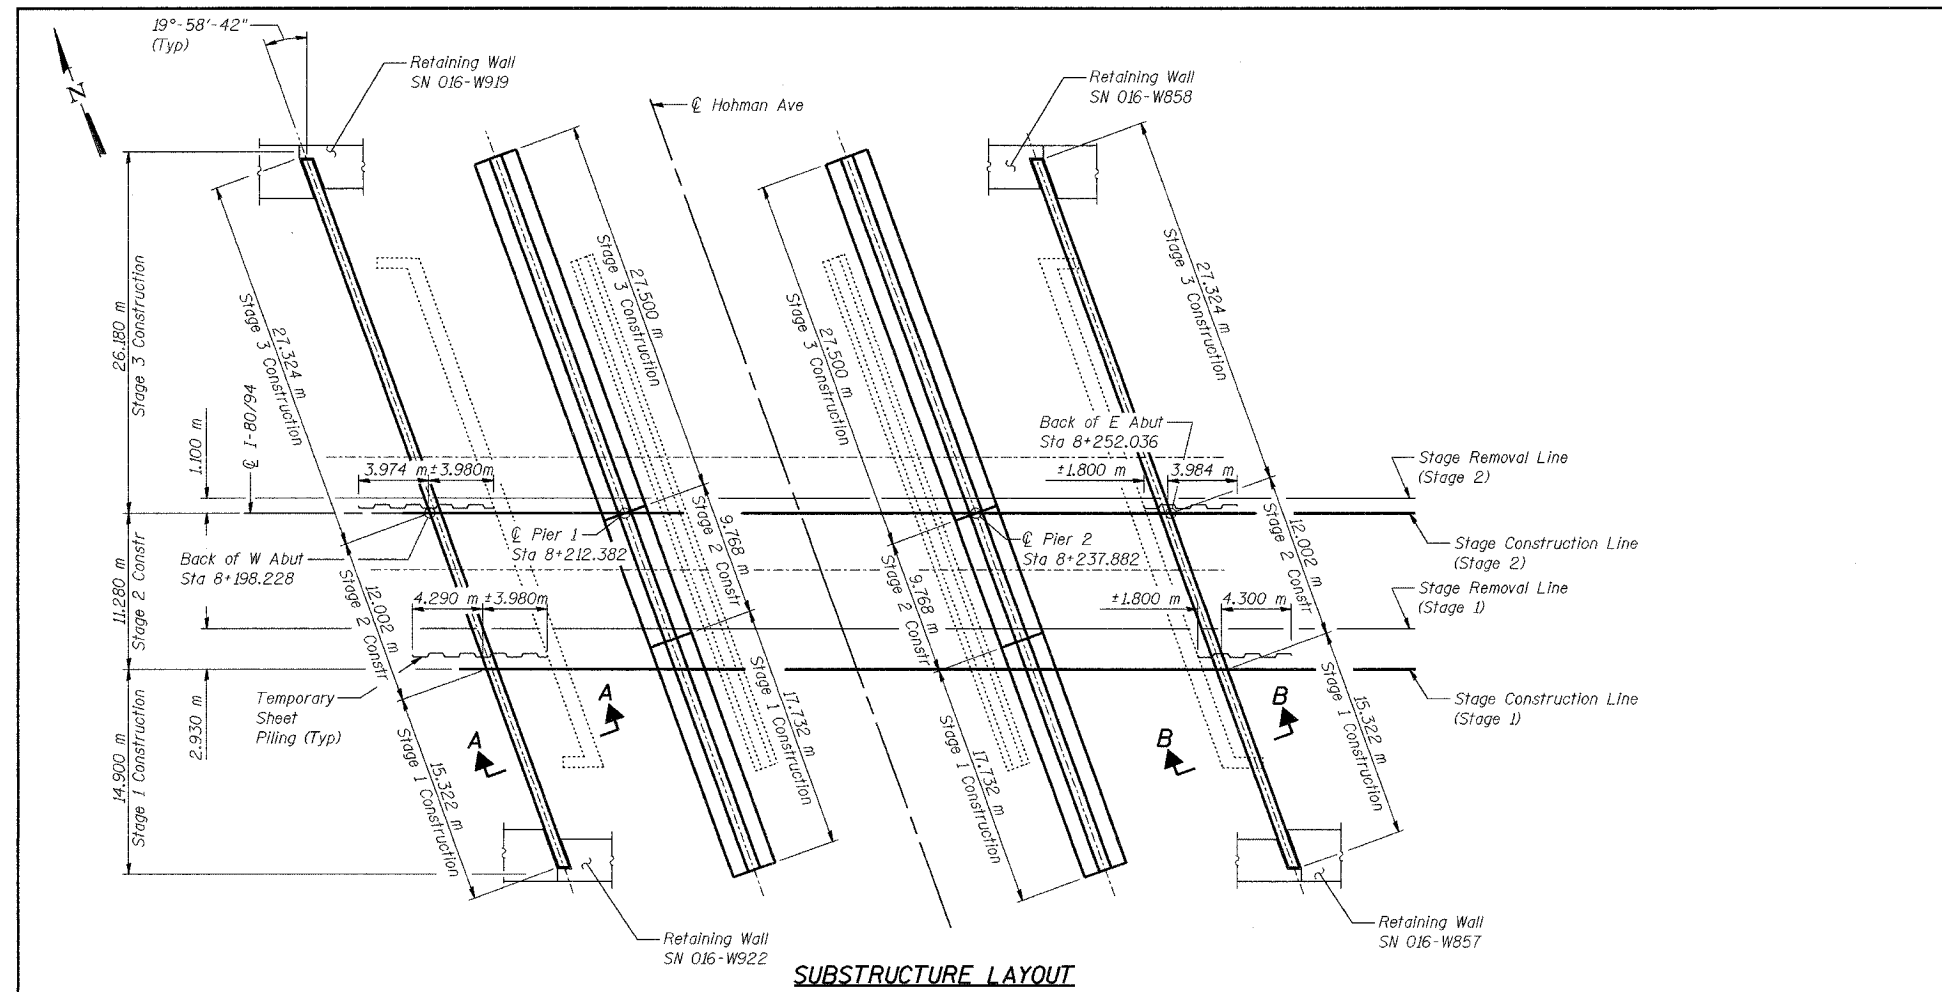 19°-58'-42"
(Typ)
N
Retaining Wall
SN 016-W919
℄ Hohman Ave
Retaining Wall
SN 016-W858
26.180 m
Stage 3 Construction
27.324 m
Stage 3 Construction
27.500 m
Stage 3 Construction
27.500 m
Stage 3 Construction
27.324 m
Stage 3 Construction
1.100 m
℄ I-80/94
3.974 m
±3.980m
Back of E Abut
Sta 8+252.036
±1.800 m
3.984 m
Stage Removal Line
(Stage 2)
℄ Pier 1
Sta 8+212.382
℄ Pier 2
Sta 8+237.882
Stage Construction Line
(Stage 2)
Back of W Abut
Sta 8+198.228
11.280 m
Stage 2 Constr
12.002 m
Stage 2 Constr
9.768 m
Stage 2 Constr
9.768 m
Stage 2 Constr
12.002 m
Stage 2 Constr
4.290 m
±3.980m
±1.800 m
4.300 m
Stage Removal Line
(Stage 1)
2.930 m
Temporary
Sheet
Piling (Typ)
A
A
B
B
Stage Construction Line
(Stage 1)
14.900 m
Stage 1 Construction
15.322 m
Stage 1 Construction
17.732 m
Stage 1 Construction
17.732 m
Stage 1 Construction
15.322 m
Stage 1 Construction
Retaining Wall
SN 016-W922
Retaining Wall
SN 016-W857
SUBSTRUCTURE LAYOUT